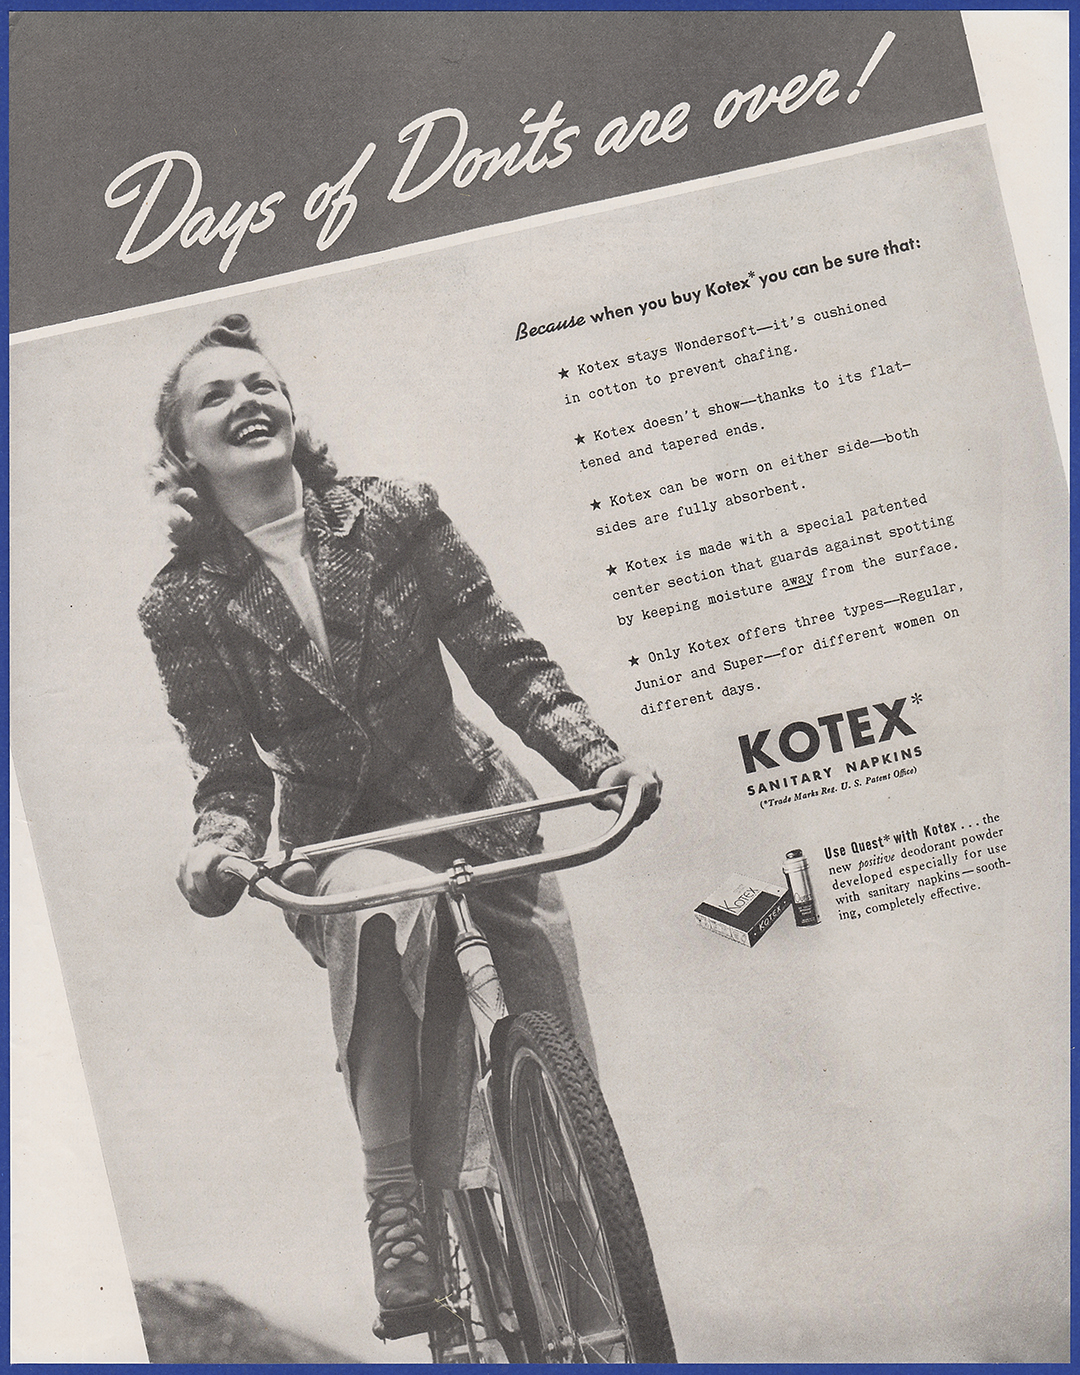 Days of Don'ts are over!
Because when you buy Kotex* you can be sure that:
★ Kotex stays Wondersoft—it's cushioned
in cotton to prevent chafing.
★ Kotex doesn't show—thanks to its flat-
tened and tapered ends.
★ Kotex can be worn on either side—both
sides are fully absorbent.
★ Kotex is made with a special patented
center section that guards against spotting
by keeping moisture away from the surface.
★ Only Kotex offers three types—Regular,
Junior and Super—for different women on
different days.
KOTEX*
SANITARY NAPKINS
(*Trade Marks Reg. U. S. Patent Office)
Use Quest* with Kotex . . . the
new positive deodorant powder
developed especially for use
with sanitary napkins—sooth-
ing, completely effective.
KOTEX
KOTEX